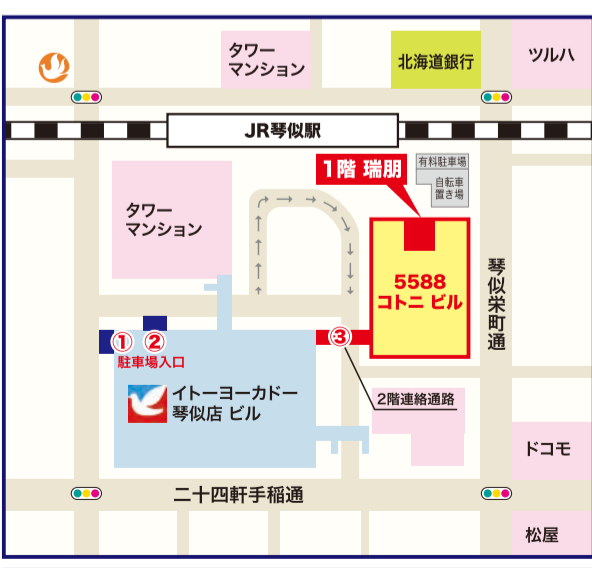 タワー
マンション
北海道銀行
ツルハ
JR琴似駅
1階 瑞朋
有料駐車場
自転車
置き場
タワー
マンション
5588
コトニ ビル
琴似栄町通
① ②
駐車場入口
③
イトーヨーカドー
琴似店 ビル
2階連絡通路
ドコモ
二十四軒手稲通
松屋